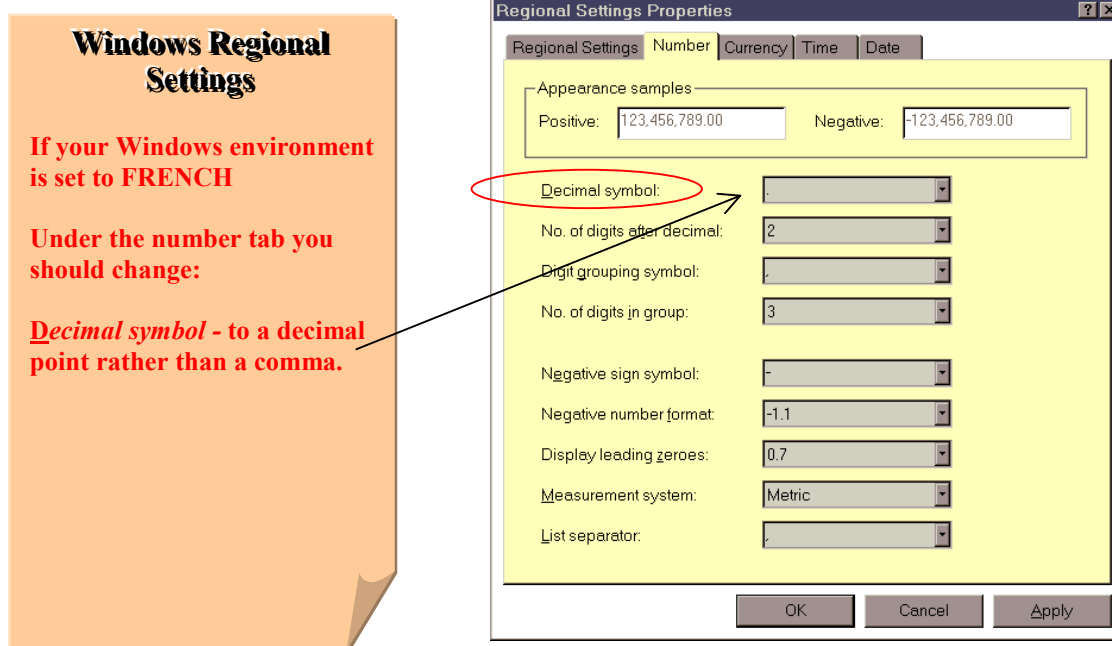 Windows Regional
Settings
If your Windows environment
is set to FRENCH
Under the number tab you
should change:
Decimal symbol - to a decimal
point rather than a comma.
Regional Settings Properties
Regional Settings Number Currency Time Date
Appearance samples
Positive: 123,456,789.00 Negative: -123,456,789.00
Decimal symbol: .
No. of digits after decimal: 2
Digit grouping symbol: ,
No. of digits in group: 3
Negative sign symbol: -
Negative number format: -1.1
Display leading zeroes: 0.7
Measurement system: Metric
List separator: ,
OK Cancel Apply